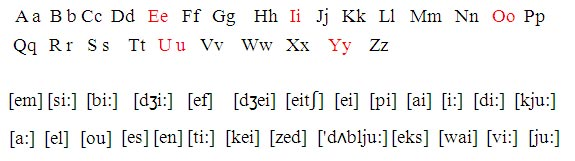 A a B b Cc Dd Ee Ff Gg Hh Ii Jj Kk Ll Mm Nn Oo Pp
Qq R r S s Tt U u Vv Ww Xx Yy Zz
[em] [si:] [bi:] [dʒi:] [ef] [dʒei] [eitʃ] [ei] [pi] [ai] [i:] [di:] [kju:]
[a:] [el] [ou] [es] [en] [ti:] [kei] [zed] ['dʌblju:] [eks] [wai] [vi:] [ju:]